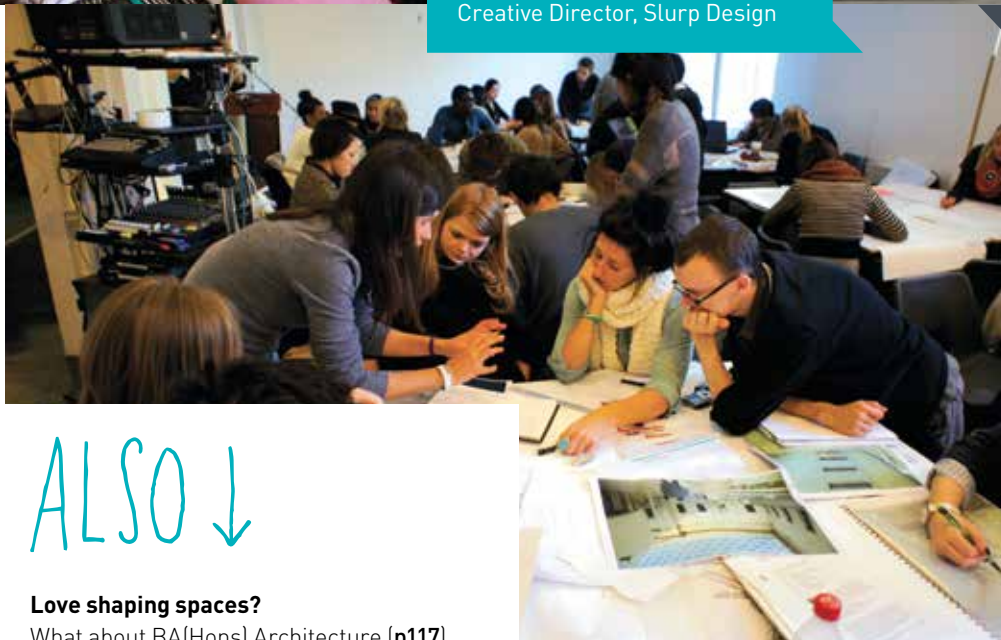 Creative Director, Slurp Design
ALSO ↓
Love shaping spaces?
What about BA(Hons) Architecture (p117)